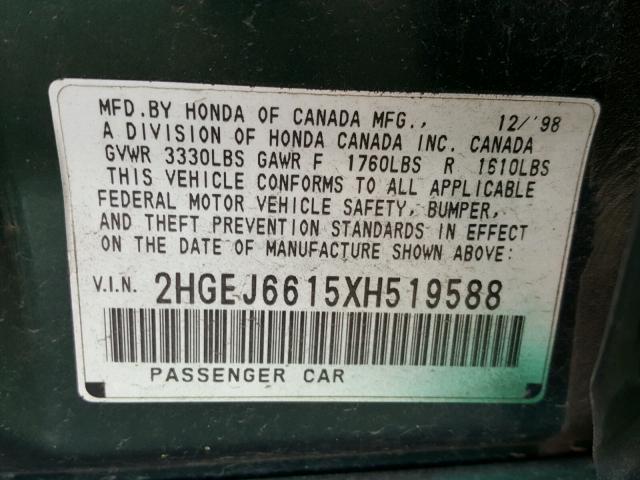 MFD.BY HONDA OF CANADA MFG., 12/'98
A DIVISION OF HONDA CANADA INC. CANADA
GVWR 3330LBS GAWR F 1760LBS R 1610LBS
THIS VEHICLE CONFORMS TO ALL APPLICABLE
FEDERAL MOTOR VEHICLE SAFETY, BUMPER,
AND THEFT PREVENTION STANDARDS IN EFFECT
ON THE DATE OF MANUFACTURE SHOWN ABOVE:
V.I.N. 2HGEJ6615XH519588
PASSENGER CAR